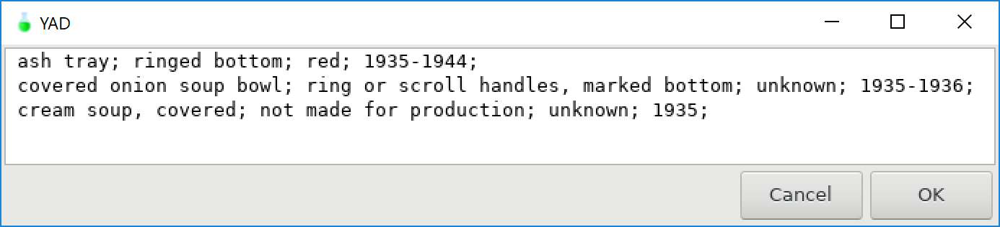 YAD
ash tray; ringed bottom; red; 1935-1944;
covered onion soup bowl; ring or scroll handles, marked bottom; unknown; 1935-1936;
cream soup, covered; not made for production; unknown; 1935;
Cancel OK